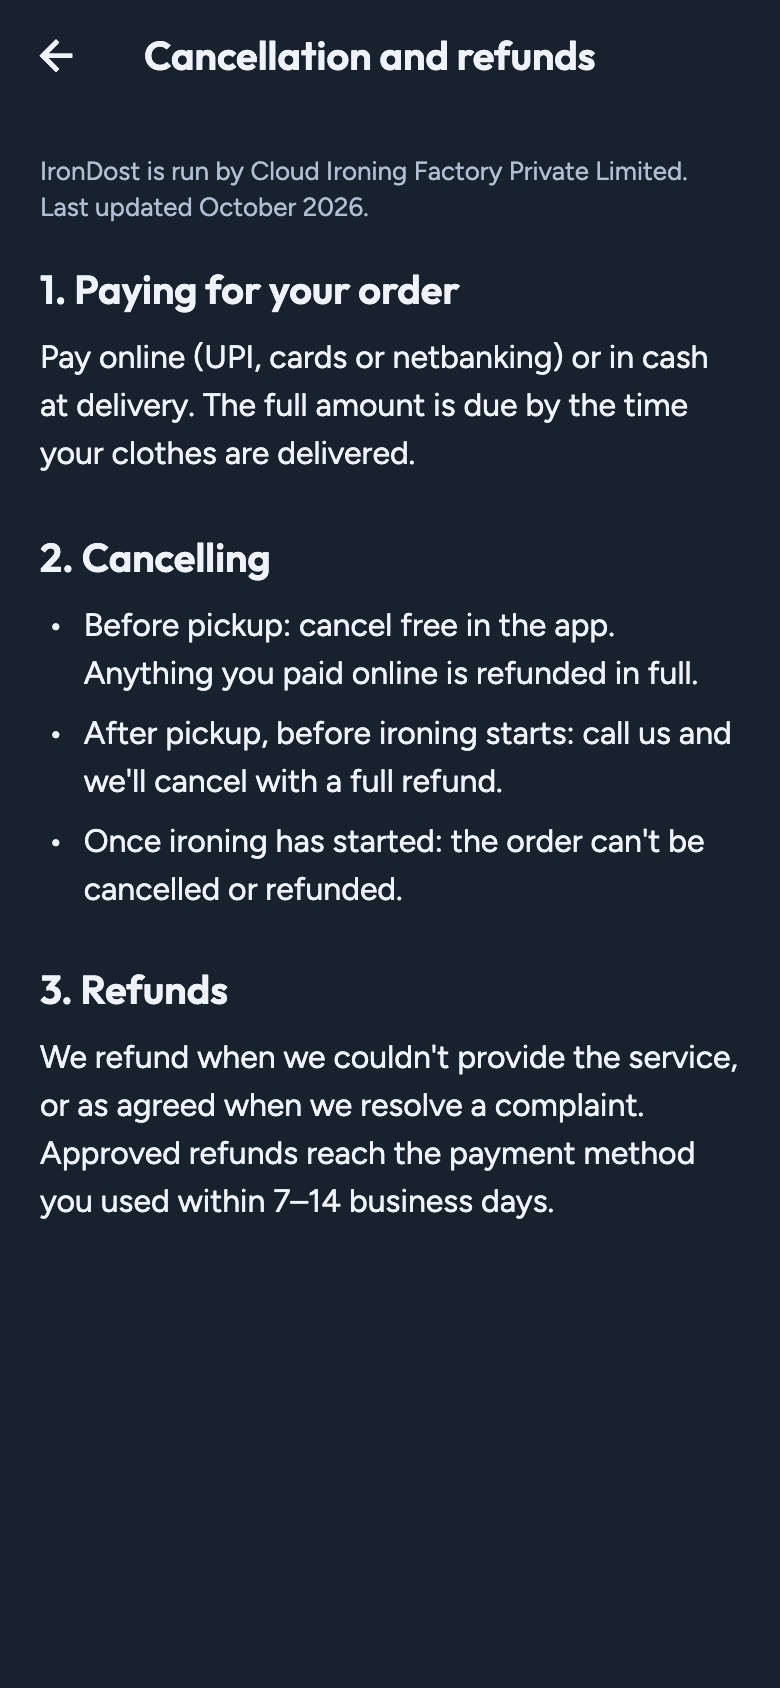 Cancellation and refunds
IronDost is run by Cloud Ironing Factory Private Limited.
Last updated October 2026.
1. Paying for your order
Pay online (UPI, cards or netbanking) or in cash
at delivery. The full amount is due by the time
your clothes are delivered.
2. Cancelling
• Before pickup: cancel free in the app.
Anything you paid online is refunded in full.
• After pickup, before ironing starts: call us and
we'll cancel with a full refund.
• Once ironing has started: the order can't be
cancelled or refunded.
3. Refunds
We refund when we couldn't provide the service,
or as agreed when we resolve a complaint.
Approved refunds reach the payment method
you used within 7–14 business days.